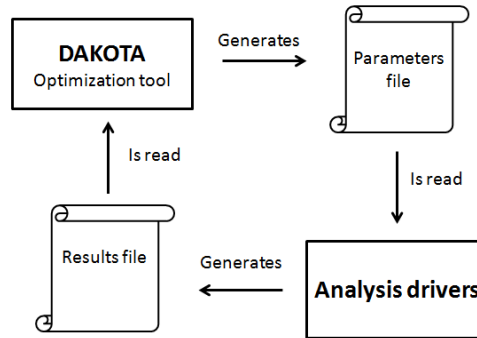 DAKOTA
Optimization tool
Generates
Parameters
file
Is read
Is read
Results file
Generates
Analysis drivers